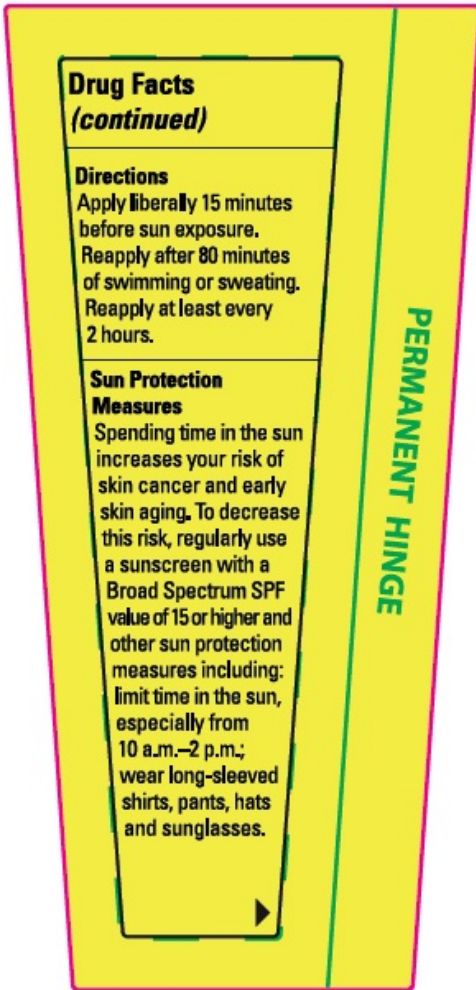 Drug Facts
(continued)
Directions
Apply liberally 15 minutes
before sun exposure.
Reapply after 80 minutes
of swimming or sweating.
Reapply at least every
2 hours.
Sun Protection
Measures
Spending time in the sun
increases your risk of
skin cancer and early
skin aging. To decrease
this risk, regularly use
a sunscreen with a
Broad Spectrum SPF
value of 15 or higher and
other sun protection
measures including:
limit time in the sun,
especially from
10 a.m.–2 p.m.;
wear long-sleeved
shirts, pants, hats
and sunglasses.
PERMANENT HINGE